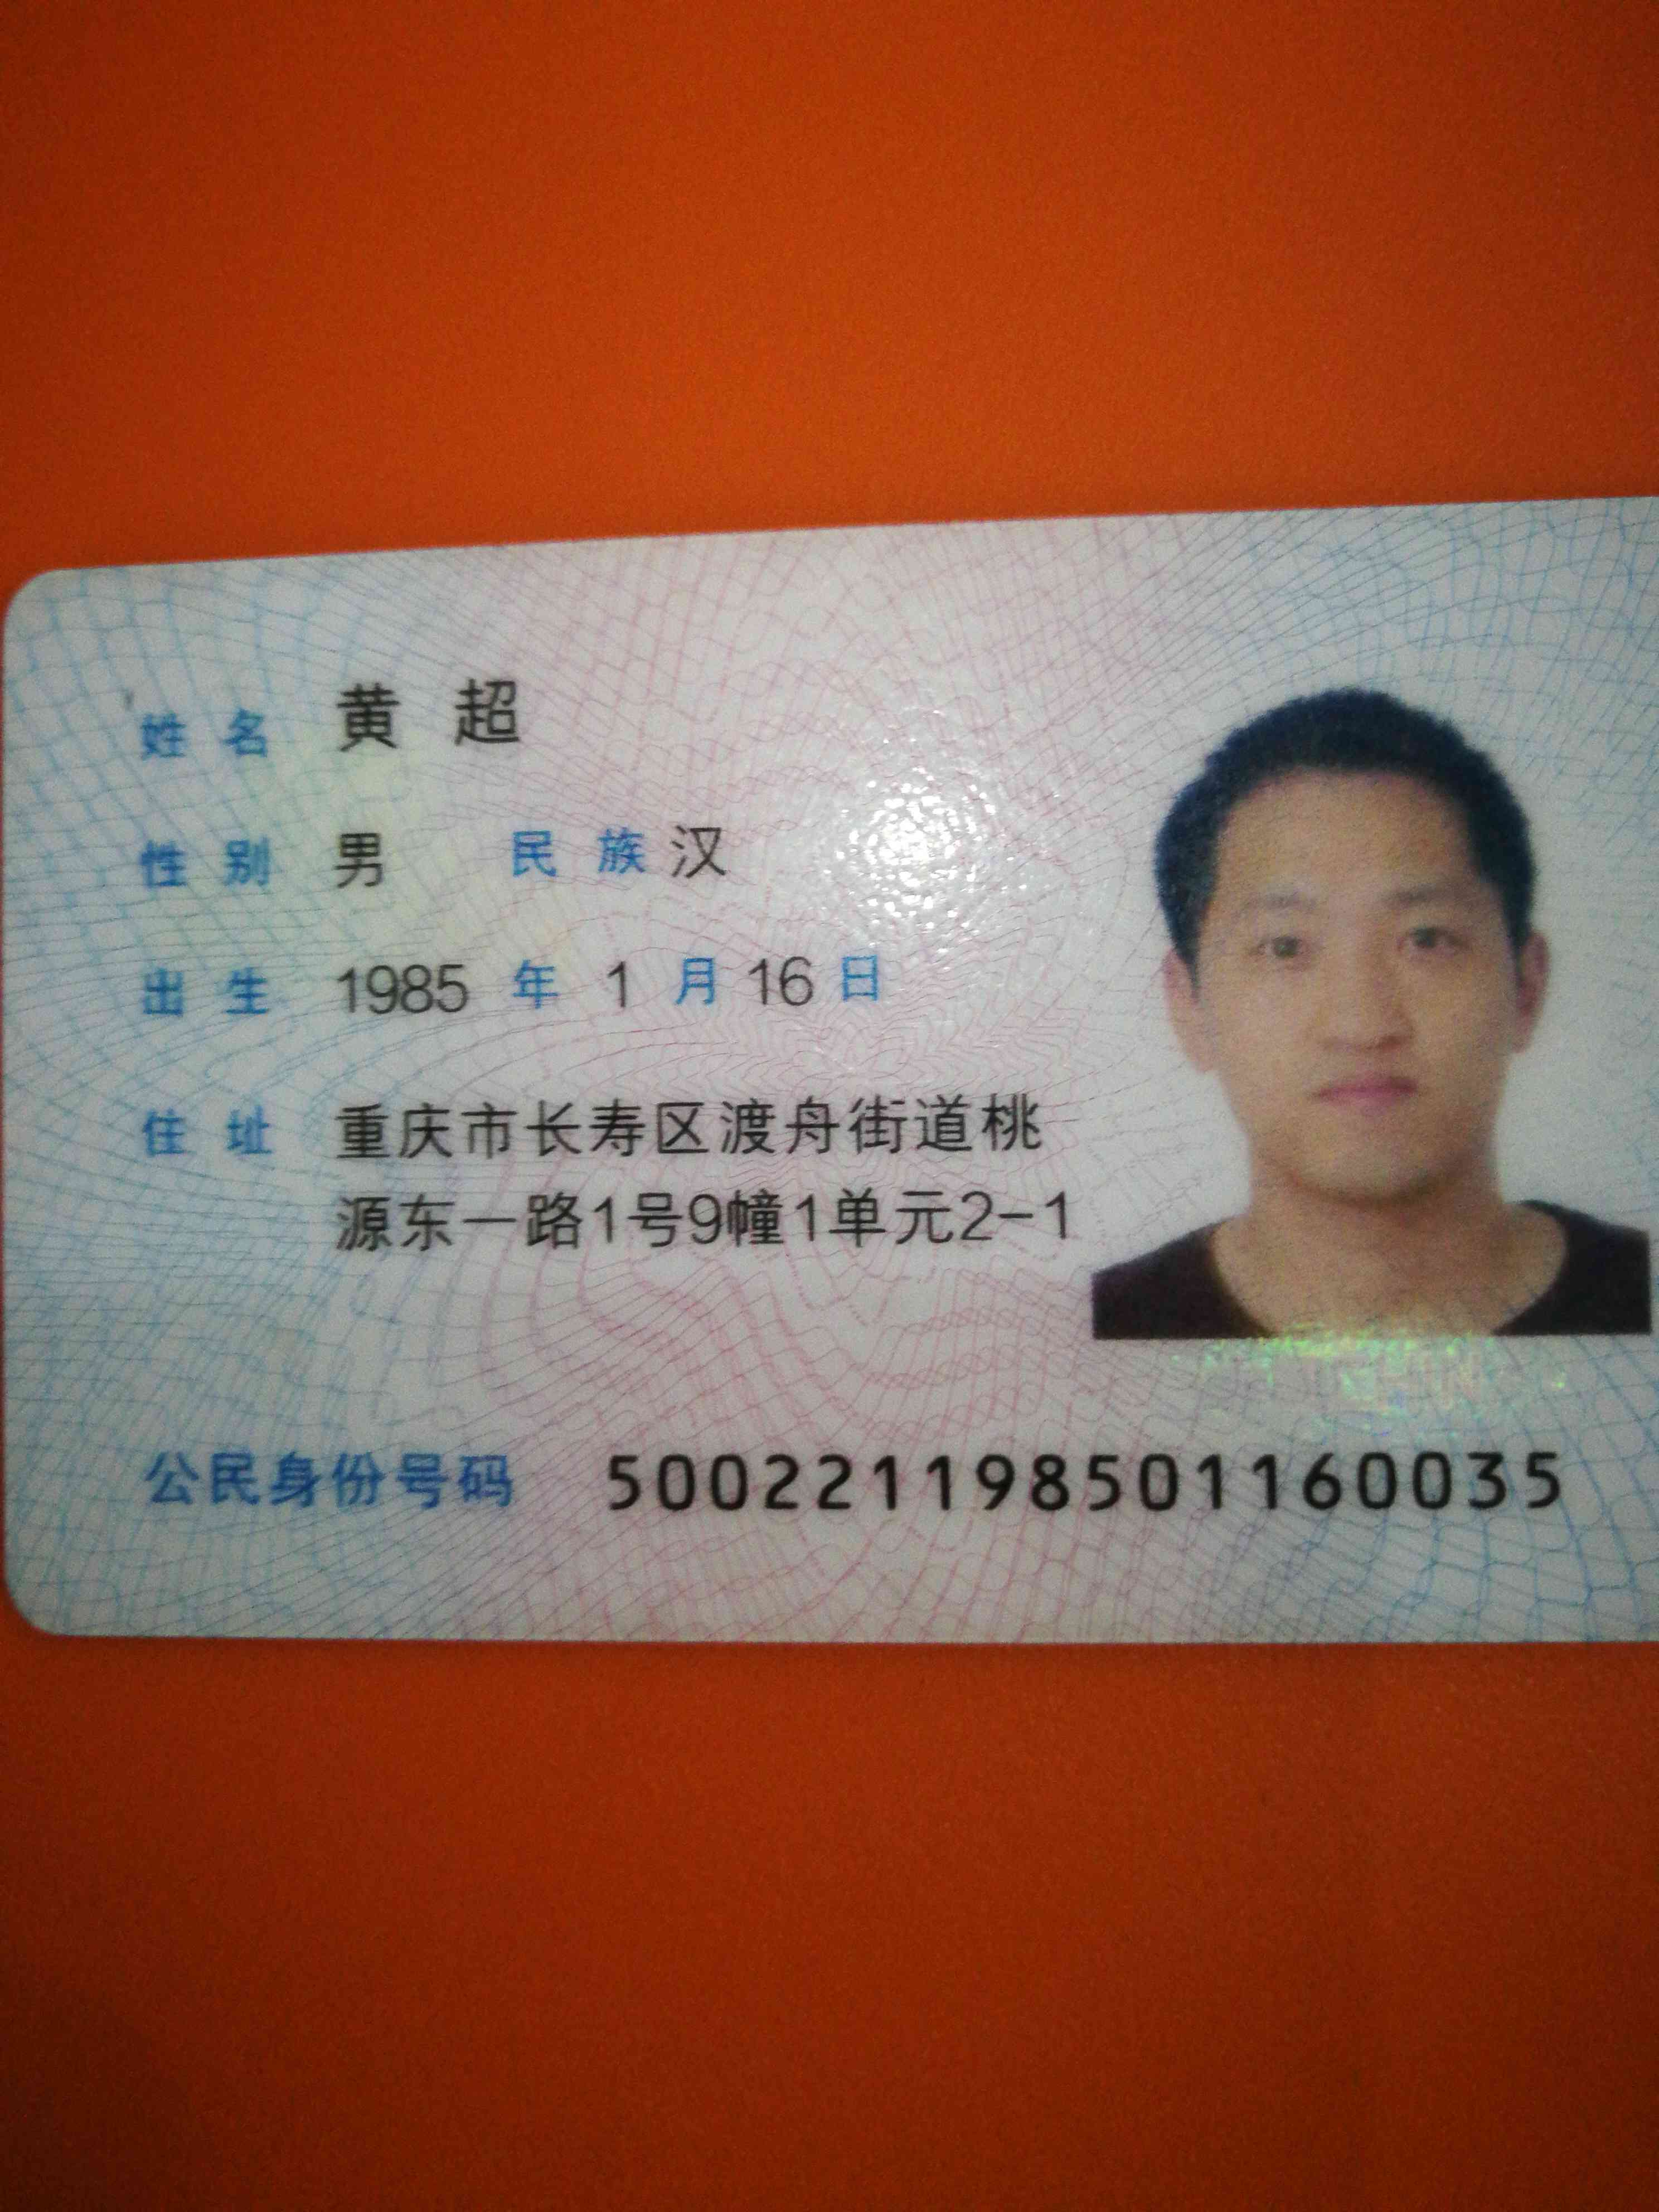 姓名 黄超
性别 男 民族 汉
出生 1985 年 1 月 16 日
住址 重庆市长寿区渡舟街道桃
源东一路1号9幢1单元2-1
公民身份号码 500221198501160035